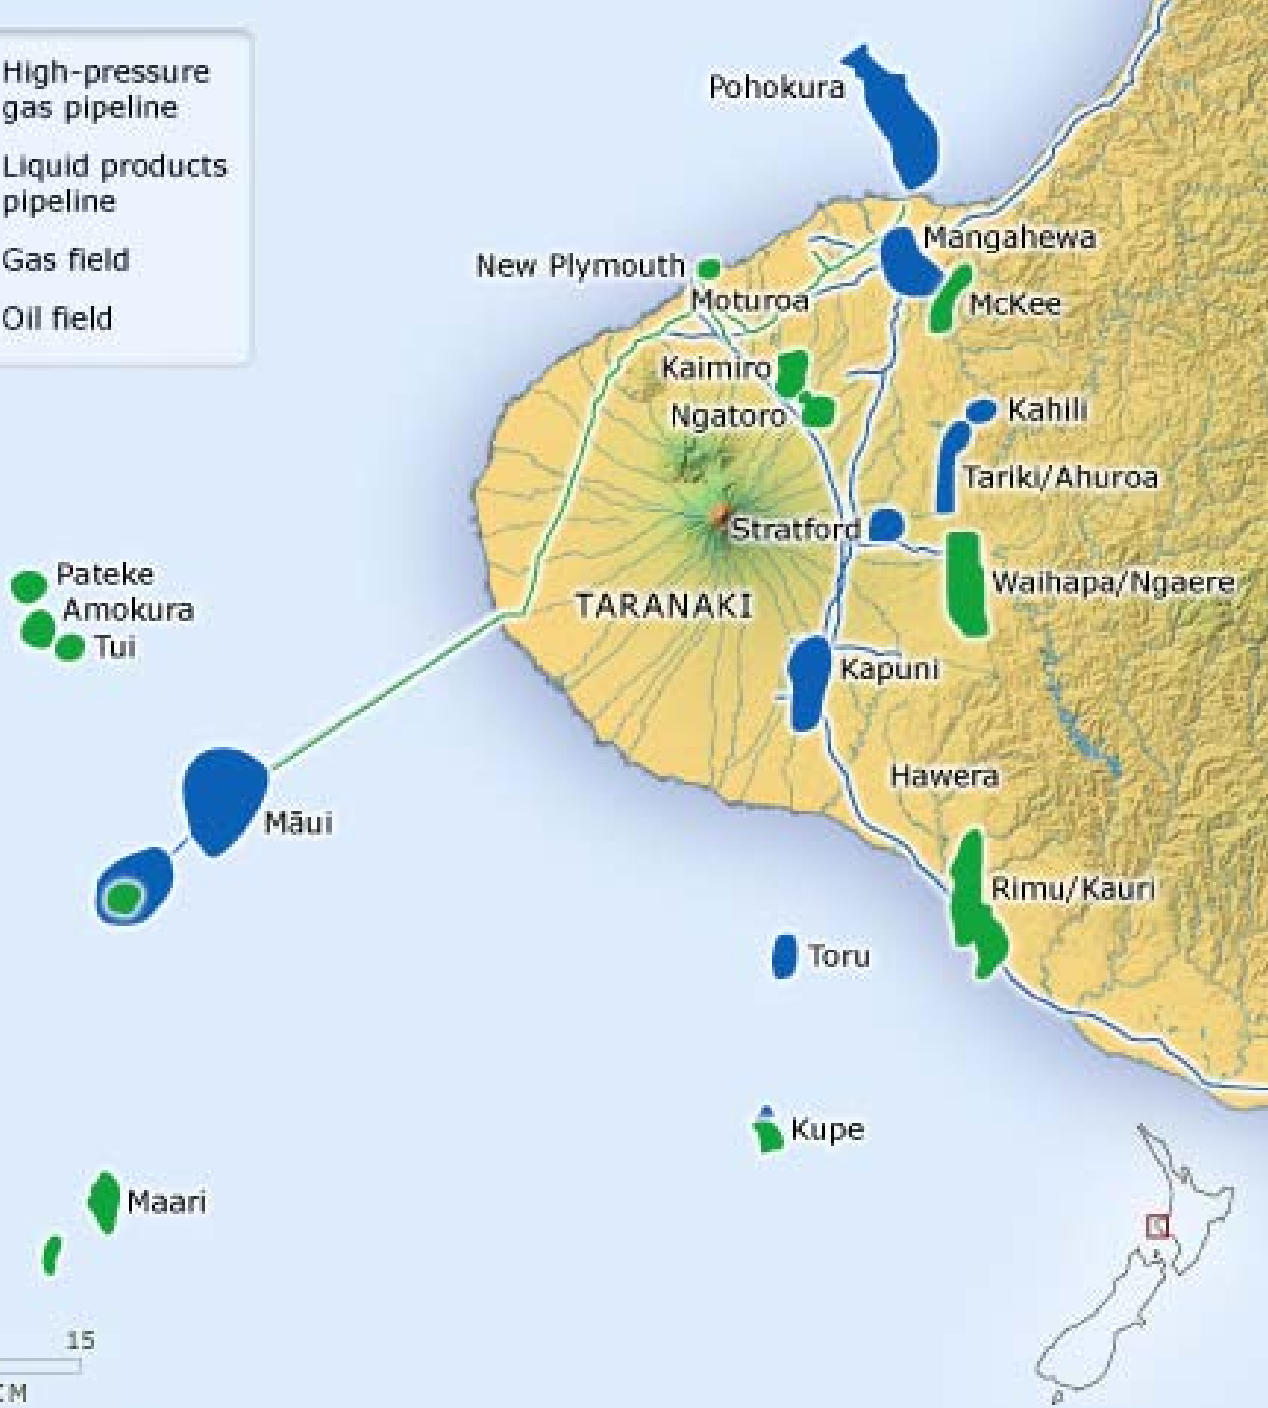 High-pressure
gas pipeline
Liquid products
pipeline
Gas field
Oil field
Pohokura
Mangahewa
New Plymouth
Moturoa
McKee
Kaimiro
Ngatoro
Kahili
Tariki/Ahuroa
Stratford
Pateke
Waihapa/Ngaere
Amokura
TARANAKI
Tui
Kapuni
Hawera
Māui
Rimu/Kauri
Toru
Kupe
Maari
15